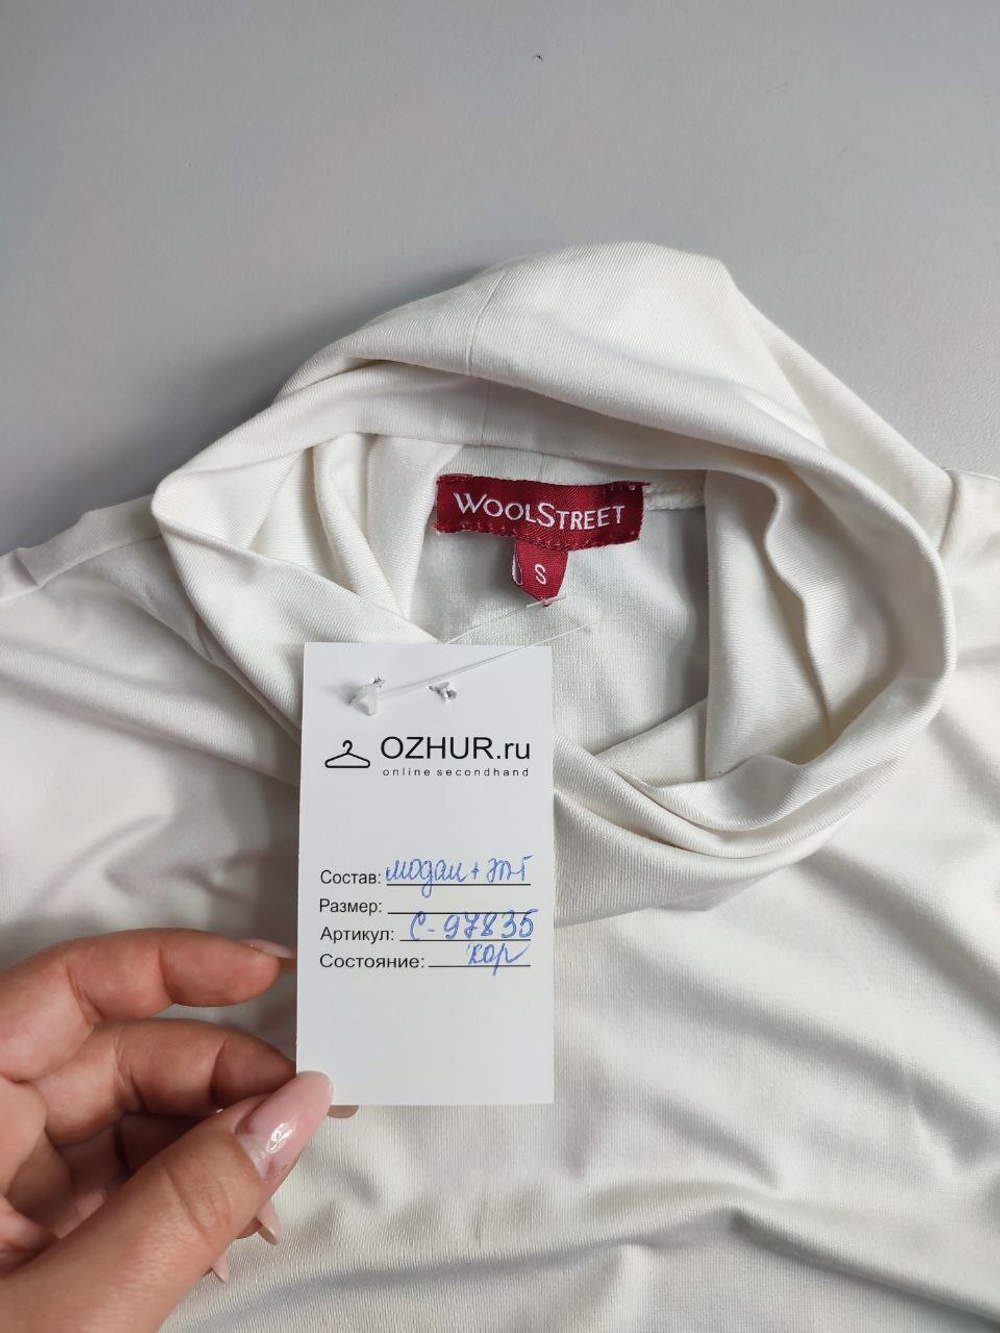 WOOLSTREET
S
OZHUR.ru
online secondhand
Состав: модал + эл-т
Размер:
Артикул: С-97835
Состояние: хор